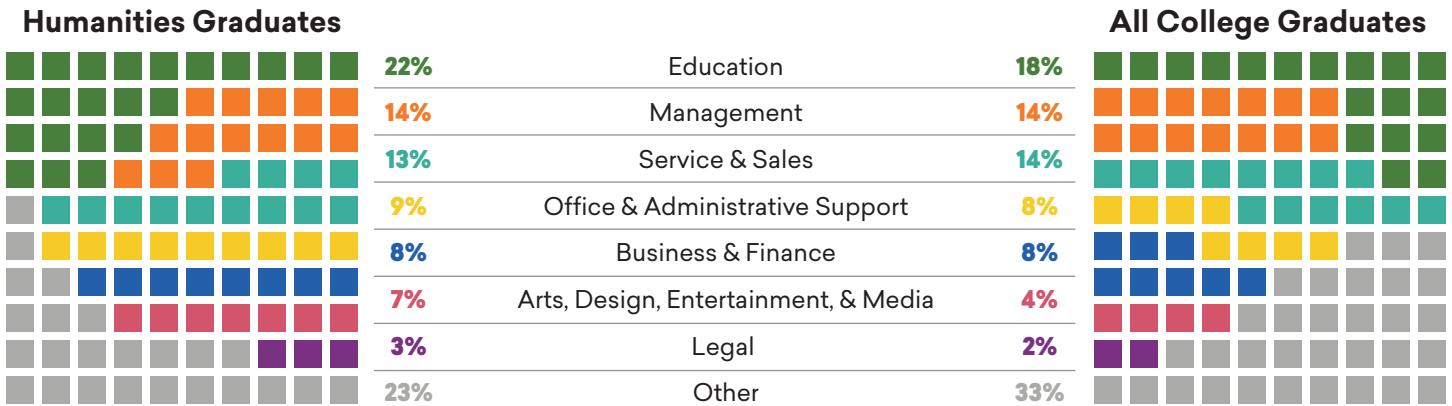 Humanities Graduates
All College Graduates
22% Education 18%
14% Management 14%
13% Service & Sales 14%
9% Office & Administrative Support 8%
8% Business & Finance 8%
7% Arts, Design, Entertainment, & Media 4%
3% Legal 2%
23% Other 33%